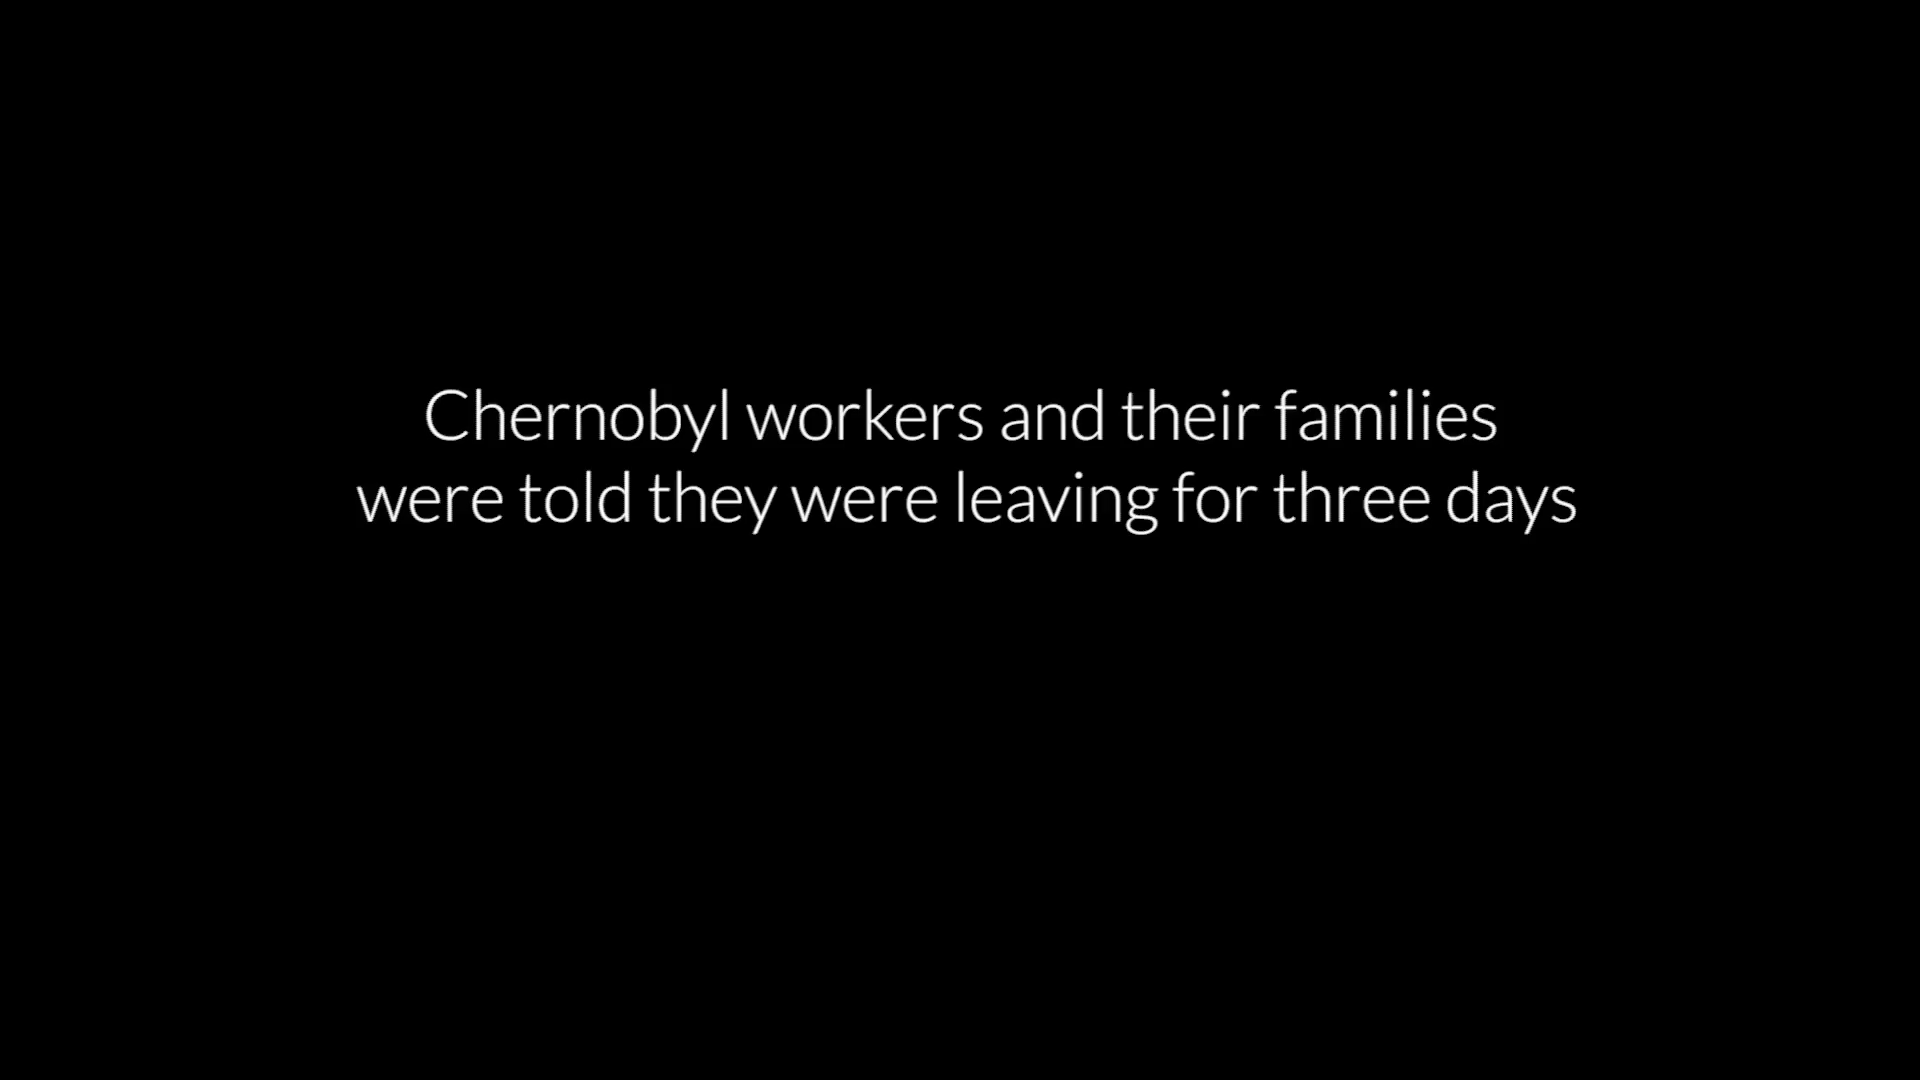 Chernobyl workers and their families
were told they were leaving for three days